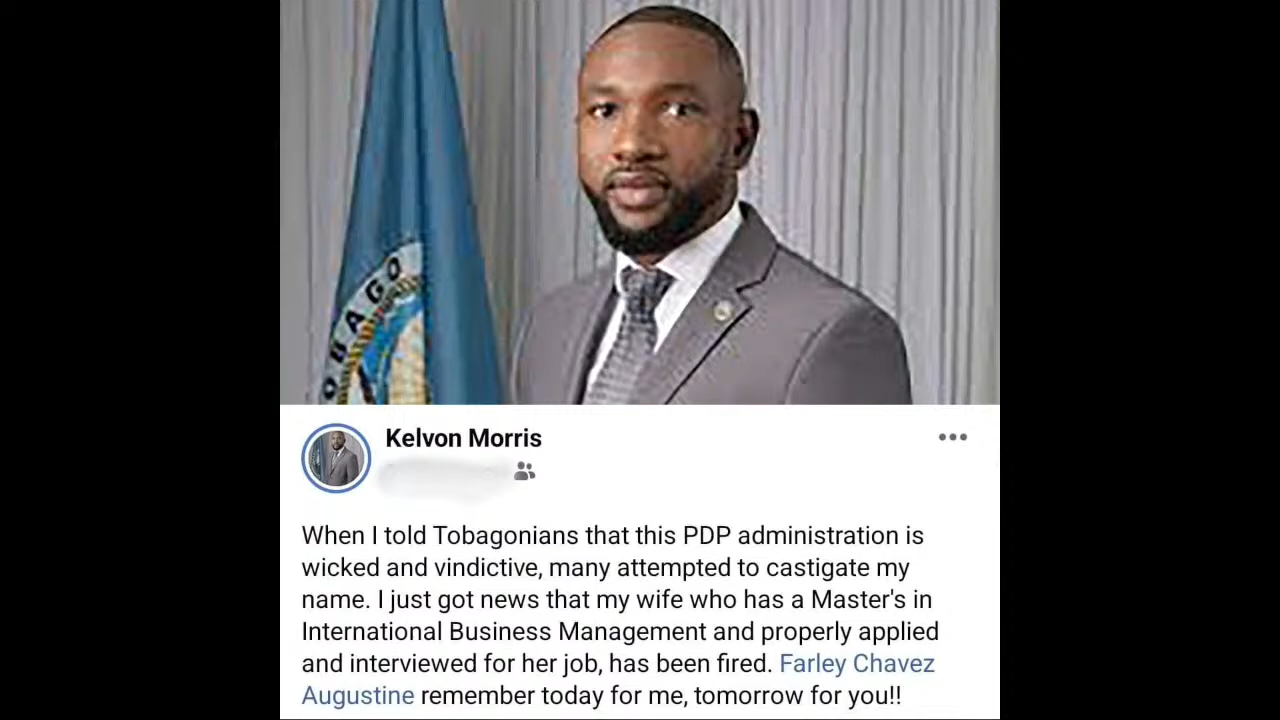 OBAGO
Kelvon Morris
When I told Tobagonians that this PDP administration is
wicked and vindictive, many attempted to castigate my
name. I just got news that my wife who has a Master's in
International Business Management and properly applied
and interviewed for her job, has been fired. Farley Chavez
Augustine remember today for me, tomorrow for you!!